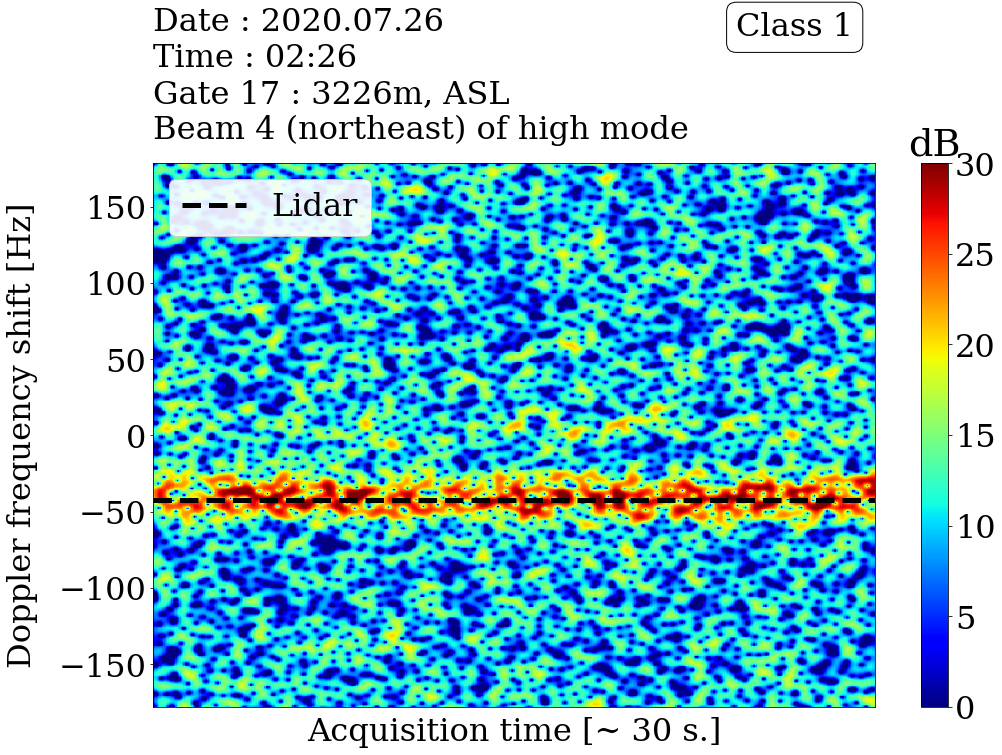 Date : 2020.07.26
Time : 02:26
Gate 17 : 3226m, ASL
Beam 4 (northeast) of high mode
Class 1
Lidar
Doppler frequency shift [Hz]
150
100
50
0
−50
−100
−150
Acquisition time [~ 30 s.]
dB
30
25
20
15
10
5
0